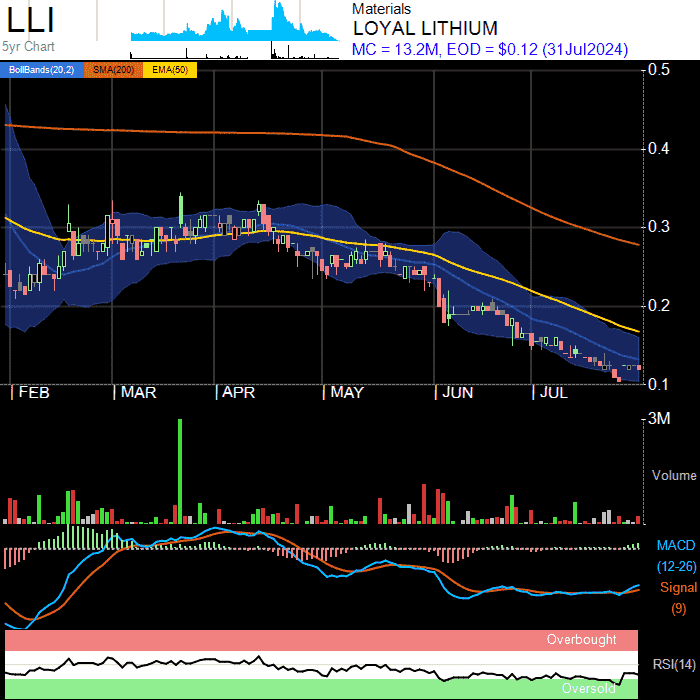 LLI
5yr Chart
Materials
LOYAL LITHIUM
MC = 13.2M, EOD = $0.12 (31Jul2024)
BollBands(20,2) SMA(200) EMA(50)
0.5
0.4
0.3
0.2
0.1
FEB MAR APR MAY JUN JUL
3M
Volume
MACD
(12-26)
Signal
(9)
Overbought
RSI(14)
Oversold